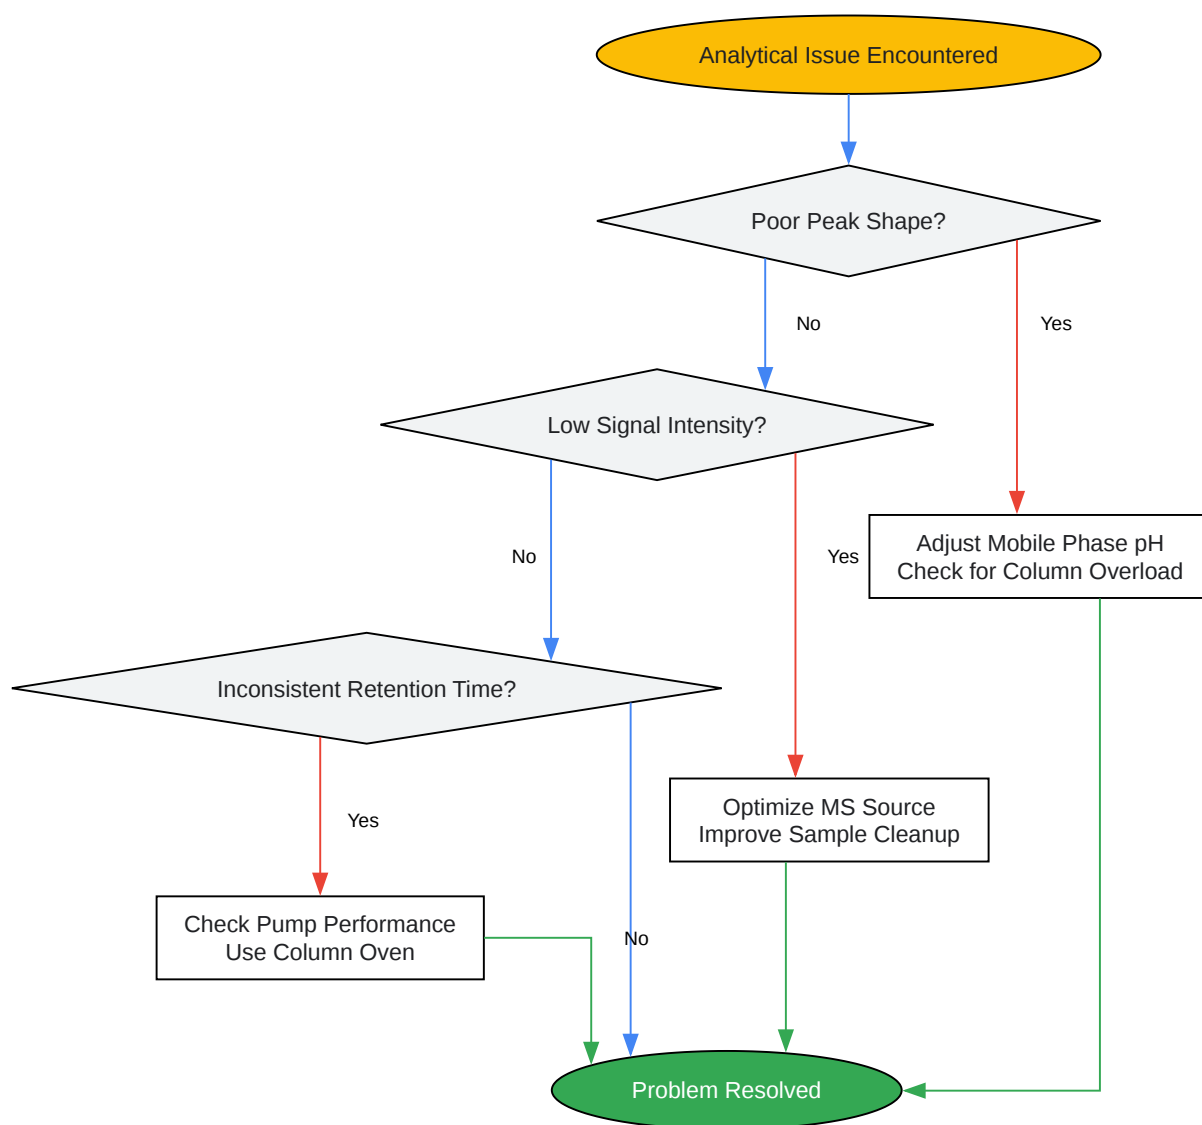 Analytical Issue Encountered
Poor Peak Shape?
No
Yes
Low Signal Intensity?
No
Yes
Adjust Mobile Phase pH
Check for Column Overload
Inconsistent Retention Time?
Yes
Optimize MS Source
Improve Sample Cleanup
Check Pump Performance
Use Column Oven
No
Problem Resolved